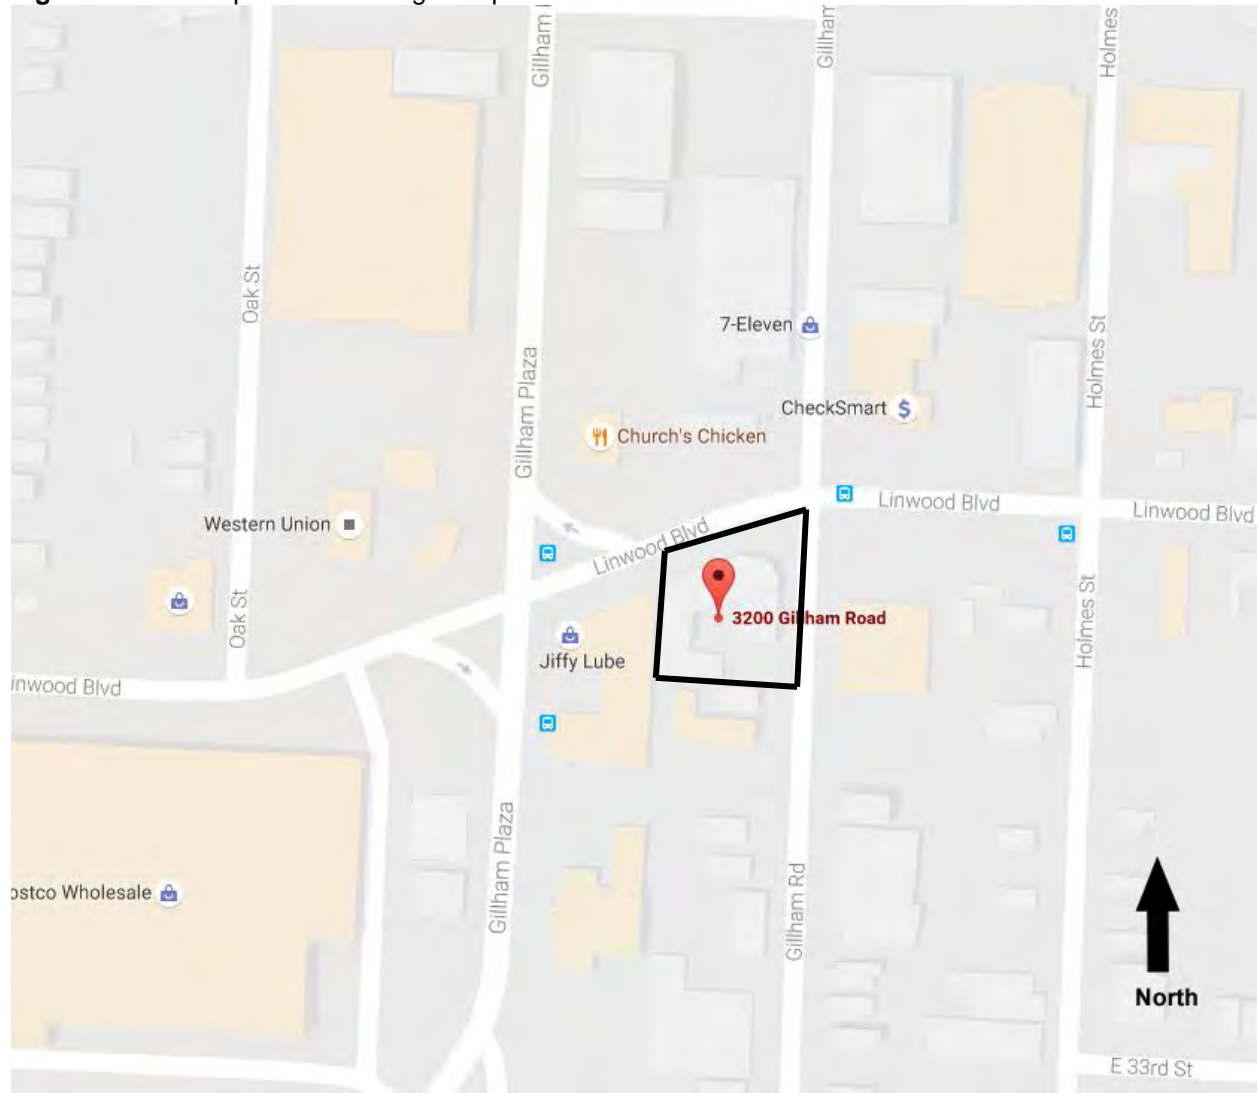 Gillham
Gillham
Holmes
Oak St
7-Eleven
Holmes St
Gillham Plaza
CheckSmart
$
Church's Chicken
Linwood Blvd
Linwood Blvd
Western Union
Linwood Blvd
3200 Gillham Road
Oak St
Holmes St
Jiffy Lube
inwood Blvd
Gillham Plaza
ostco Wholesale
Gillham Rd
North
E 33rd St